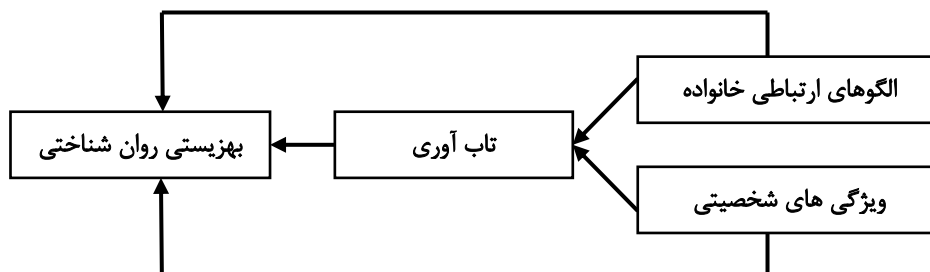 الگوهای ارتباطی خانواده
تاب آوری
بهزیستی روان شناختی
ویژگی های شخصیتی